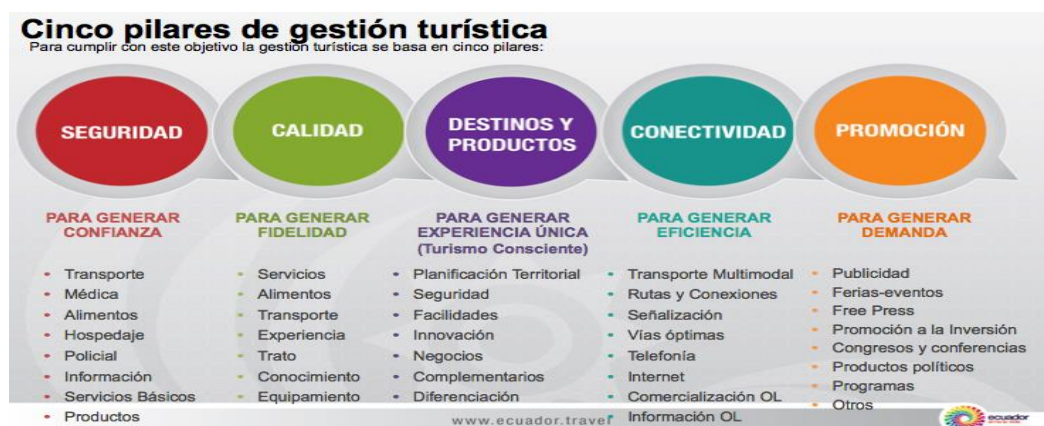 Cinco pilares de gestión turística
Para cumplir con este objetivo la gestión turística se basa en cinco pilares:
SEGURIDAD
CALIDAD
DESTINOS Y
PRODUCTOS
CONECTIVIDAD
PROMOCIÓN
PARA GENERAR
CONFIANZA
• Transporte
• Médica
• Alimentos
• Hospedaje
• Policial
• Información
• Servicios Básicos
• Productos
PARA GENERAR
FIDELIDAD
• Servicios
• Alimentos
• Transporte
• Experiencia
• Trato
• Conocimiento
• Equipamiento
PARA GENERAR
EXPERIENCIA ÚNICA
(Turismo Consciente)
• Planificación Territorial
• Seguridad
• Facilidades
• Innovación
• Negocios
• Complementarios
• Diferenciación
PARA GENERAR
EFICIENCIA
• Transporte Multimodal
• Rutas y Conexiones
• Señalización
• Vías óptimas
• Telefonía
• Internet
• Comercialización OL
• Información OL
PARA GENERAR
DEMANDA
• Publicidad
• Ferias-eventos
• Free Press
• Promoción a la Inversión
• Congresos y conferencias
• Productos políticos
• Programas
• Otros
www.ecuador.travel
ecuador